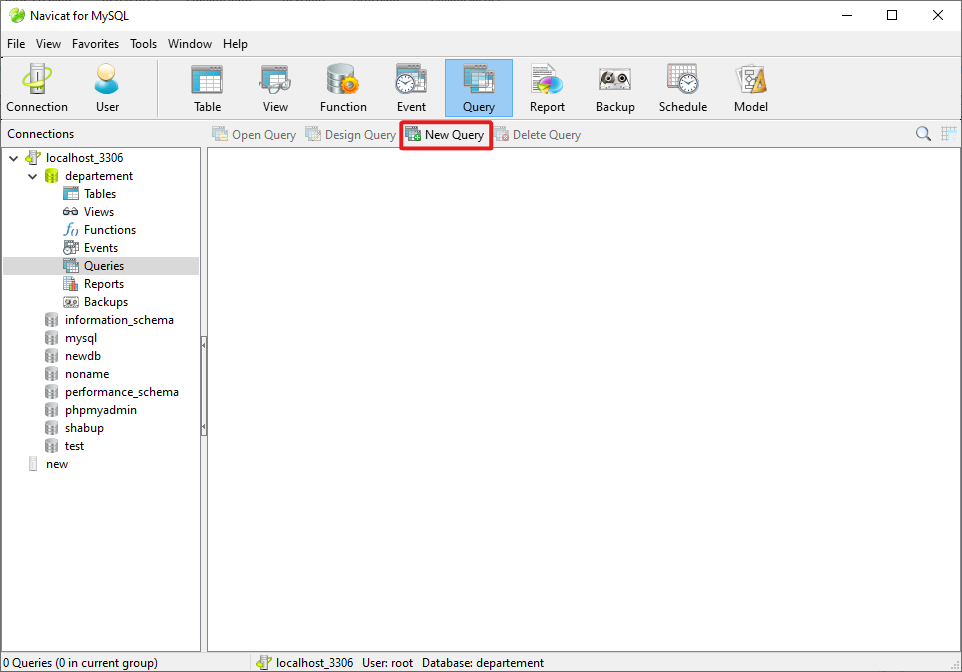 Navicat for MySQL
File View Favorites Tools Window Help
Connection User Table View Function Event Query Report Backup Schedule Model
Connections
Open Query Design Query New Query Delete Query
localhost_3306
departement
Tables
Views
Functions
Events
Queries
Reports
Backups
information_schema
mysql
newdb
noname
performance_schema
phpmyadmin
shabup
test
new
0 Queries (0 in current group) localhost_3306 User: root Database: departement